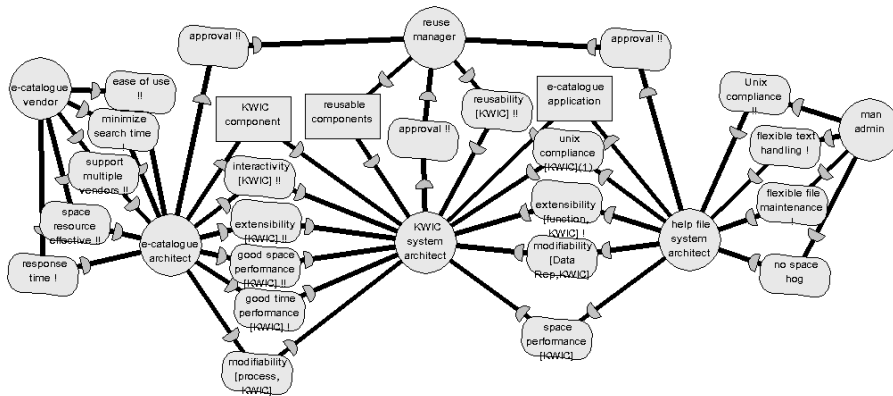 reuse
manager
approval !!
approval !!
e-catalogue
vendor
ease of use !!
minimize
search time !
support
multiple
vendors !!
space
resource
effective !!
response
time !
e-catalogue
architect
KWIC
component
reusable
components
approval !!
reusability
[KWIC] !!
e-catalogue
application
interactivity
[KWIC] !!
extensibility
[KWIC] !!
good space
performance
[KWIC] !!
good time
performance
[KWIC] !
modifiability
[process,
KWIC]
KWIC
system
architect
unix
compliance
[KWIC](1)
extensibility
[function,
KWIC] !
modifiability
[Data
Rep,KWIC]
space
performance
[KWIC]
help file
system
architect
Unix
compliance !!
flexible text
handling !
flexible file
maintenance !
no space
hog
man
admin